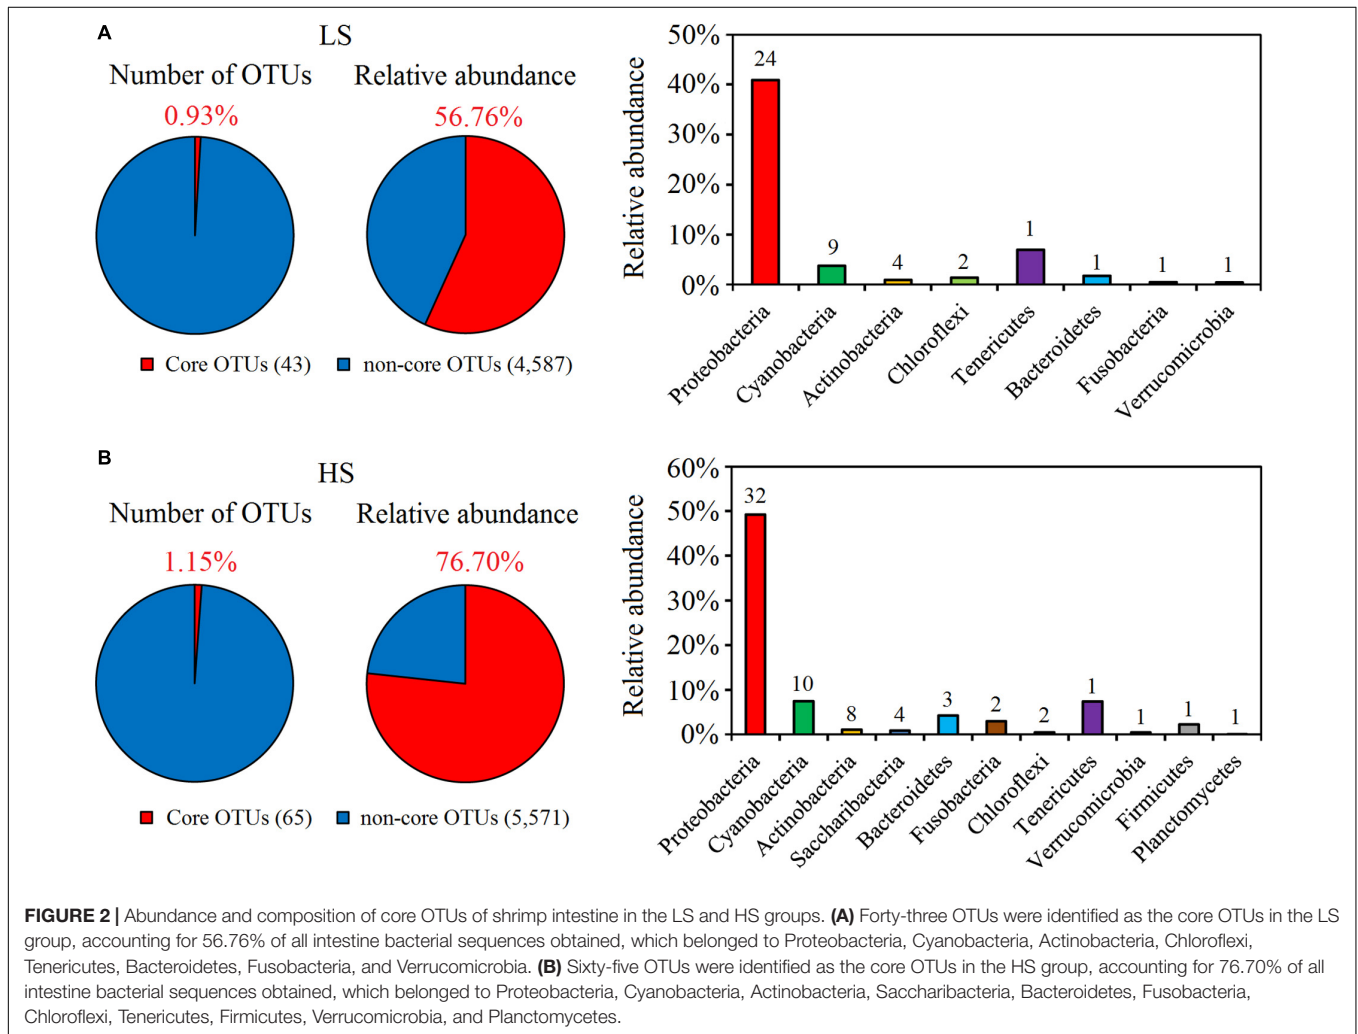 A
LS
Number of OTUs
Relative abundance
0.93%
56.76%
Core OTUs (43)
non-core OTUs (4,587)
Relative abundance
50%
40%
30%
20%
10%
0%
24
9
4
2
1
1
1
1
Proteobacteria
Cyanobacteria
Actinobacteria
Chloroflexi
Tenericutes
Bacteroidetes
Fusobacteria
Verrucomicrobia
B
HS
Number of OTUs
Relative abundance
1.15%
76.70%
Core OTUs (65)
non-core OTUs (5,571)
Relative abundance
60%
50%
40%
30%
20%
10%
0%
32
10
8
4
3
2
2
1
1
1
1
Proteobacteria
Cyanobacteria
Actinobacteria
Saccharibacteria
Bacteroidetes
Fusobacteria
Chloroflexi
Tenericutes
Verrucomicrobia
Firmicutes
Planctomycetes
FIGURE 2 | Abundance and composition of core OTUs of shrimp intestine in the LS and HS groups. (A) Forty-three OTUs were identified as the core OTUs in the LS
group, accounting for 56.76% of all intestine bacterial sequences obtained, which belonged to Proteobacteria, Cyanobacteria, Actinobacteria, Chloroflexi,
Tenericutes, Bacteroidetes, Fusobacteria, and Verrucomicrobia. (B) Sixty-five OTUs were identified as the core OTUs in the HS group, accounting for 76.70% of all
intestine bacterial sequences obtained, which belonged to Proteobacteria, Cyanobacteria, Actinobacteria, Saccharibacteria, Bacteroidetes, Fusobacteria,
Chloroflexi, Tenericutes, Firmicutes, Verrucomicrobia, and Planctomycetes.